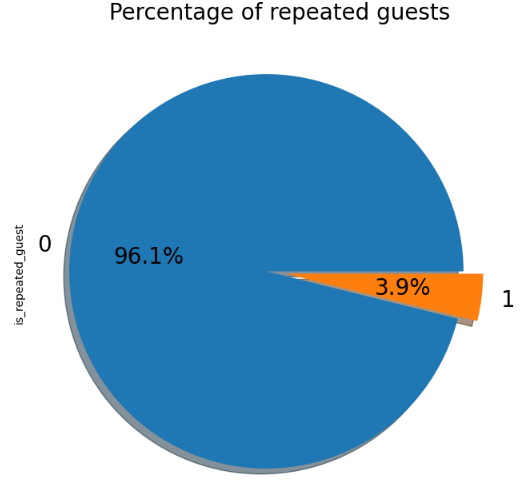 Percentage of repeated guests
is_repeated_guest
0
96.1%
3.9%
1